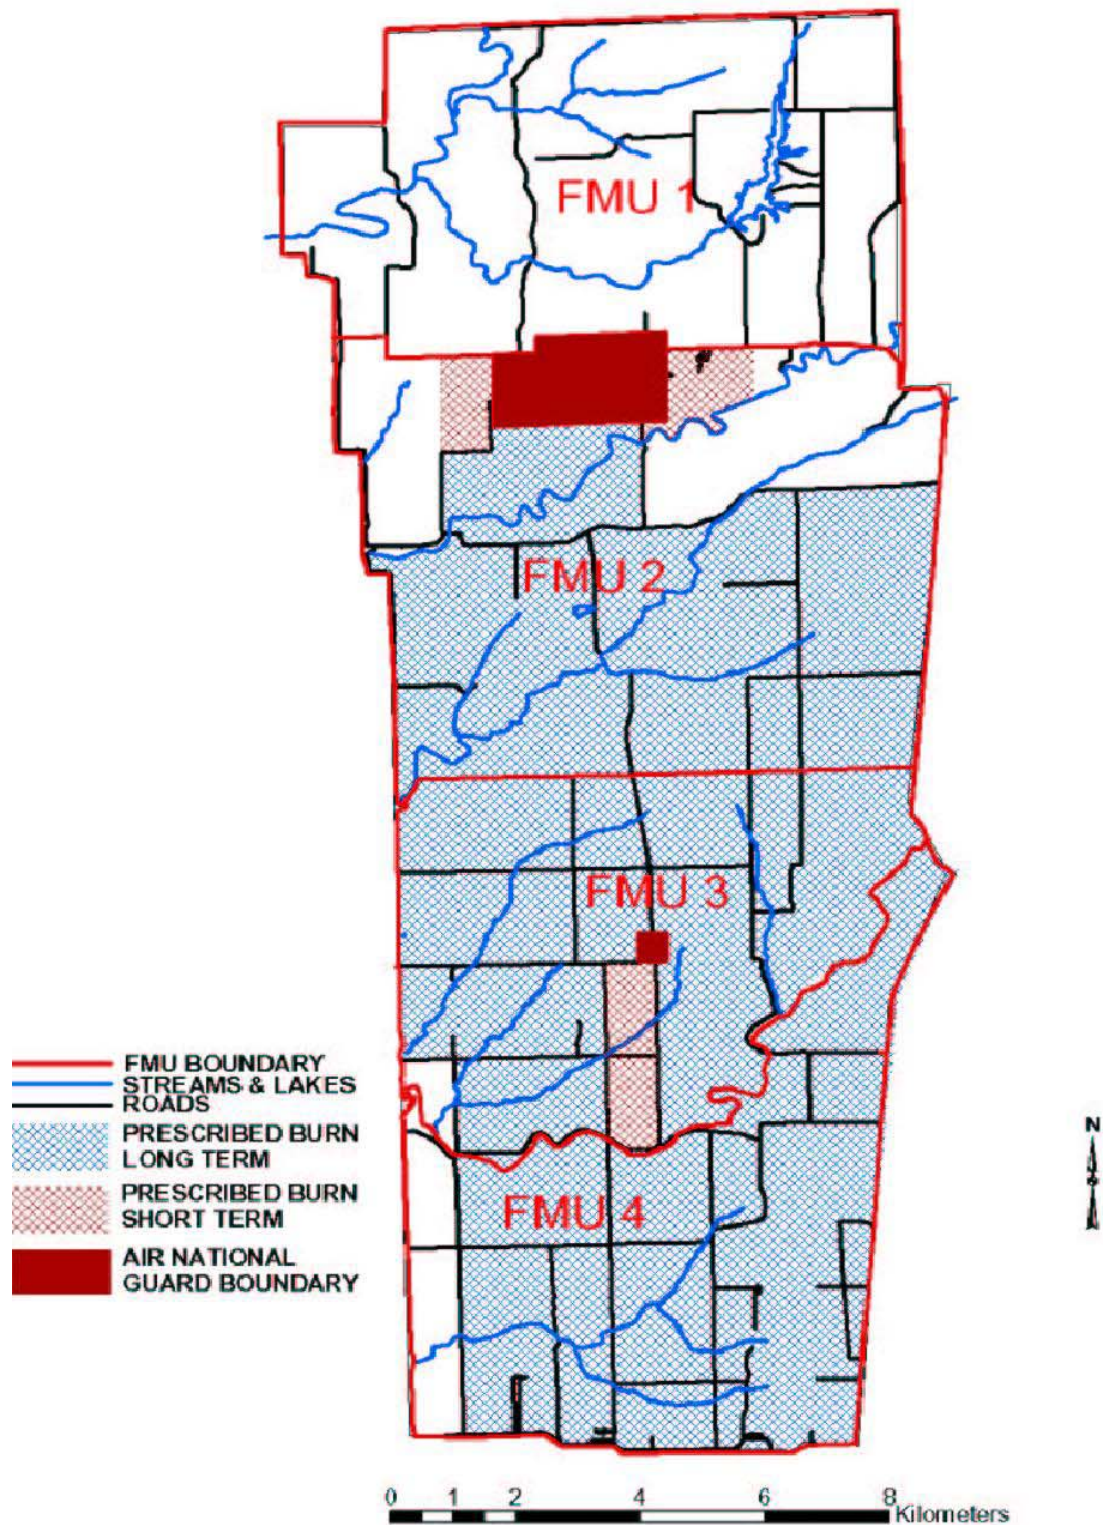 FMU 1
FMU 2
FMU 3
FMU BOUNDARY
STREAMS & LAKES
ROADS
PRESCRIBED BURN
LONG TERM
PRESCRIBED BURN
SHORT TERM
AIR NATIONAL
GUARD BOUNDARY
N
FMU 4
0 1 2 4 6 8
Kilometers